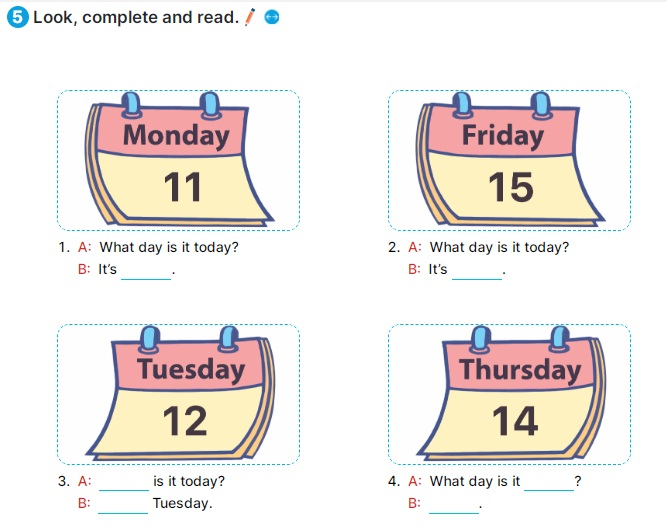 5 Look, complete and read.
Monday
11
1. A: What day is it today?
B: It's ______.
Friday
15
2. A: What day is it today?
B: It's ______.
Tuesday
12
3. A: ______ is it today?
B: ______ Tuesday.
Thursday
14
4. A: What day is it ______?
B: ______.